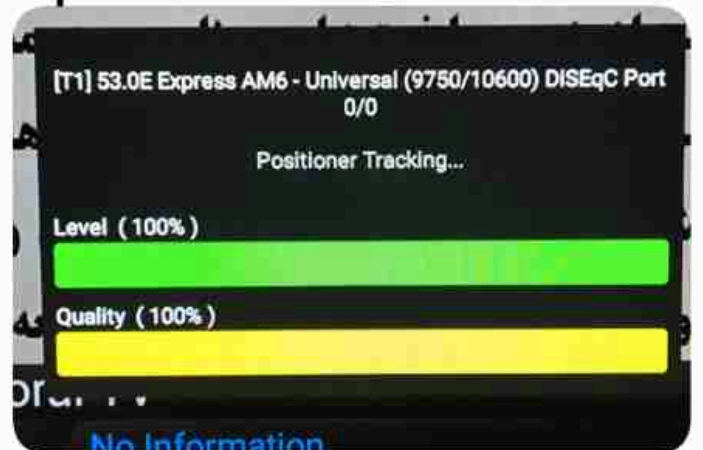 [T1] 53.0E Express AM6 - Universal (9750/10600) DISEqC Port
0/0
Positioner Tracking...
Level ( 100% )
Quality ( 100% )
No Information